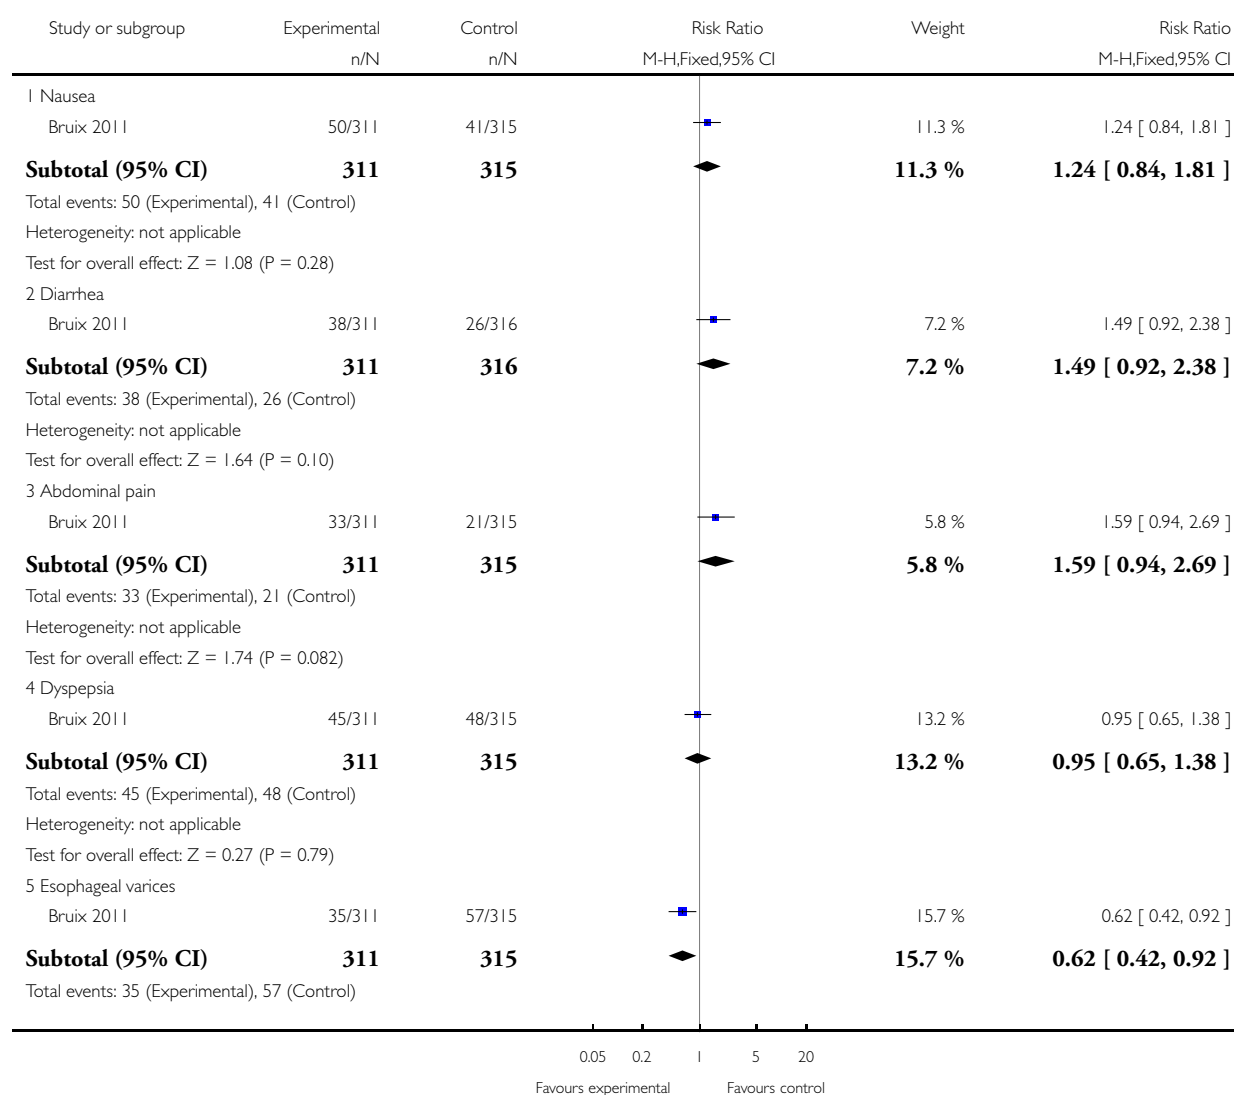 Study or subgroup Experimental Control Risk Ratio Weight Risk Ratio
n/N n/N M-H,Fixed,95% CI M-H,Fixed,95% CI
1 Nausea
Bruix 2011 50/311 41/315 11.3 % 1.24 [ 0.84, 1.81 ]
Subtotal (95% CI) 311 315 11.3 % 1.24 [ 0.84, 1.81 ]
Total events: 50 (Experimental), 41 (Control)
Heterogeneity: not applicable
Test for overall effect: Z = 1.08 (P = 0.28)
2 Diarrhea
Bruix 2011 38/311 26/316 7.2 % 1.49 [ 0.92, 2.38 ]
Subtotal (95% CI) 311 316 7.2 % 1.49 [ 0.92, 2.38 ]
Total events: 38 (Experimental), 26 (Control)
Heterogeneity: not applicable
Test for overall effect: Z = 1.64 (P = 0.10)
3 Abdominal pain
Bruix 2011 33/311 21/315 5.8 % 1.59 [ 0.94, 2.69 ]
Subtotal (95% CI) 311 315 5.8 % 1.59 [ 0.94, 2.69 ]
Total events: 33 (Experimental), 21 (Control)
Heterogeneity: not applicable
Test for overall effect: Z = 1.74 (P = 0.082)
4 Dyspepsia
Bruix 2011 45/311 48/315 13.2 % 0.95 [ 0.65, 1.38 ]
Subtotal (95% CI) 311 315 13.2 % 0.95 [ 0.65, 1.38 ]
Total events: 45 (Experimental), 48 (Control)
Heterogeneity: not applicable
Test for overall effect: Z = 0.27 (P = 0.79)
5 Esophageal varices
Bruix 2011 35/311 57/315 15.7 % 0.62 [ 0.42, 0.92 ]
Subtotal (95% CI) 311 315 15.7 % 0.62 [ 0.42, 0.92 ]
Total events: 35 (Experimental), 57 (Control)
0.05 0.2 1 5 20
Favours experimental Favours control